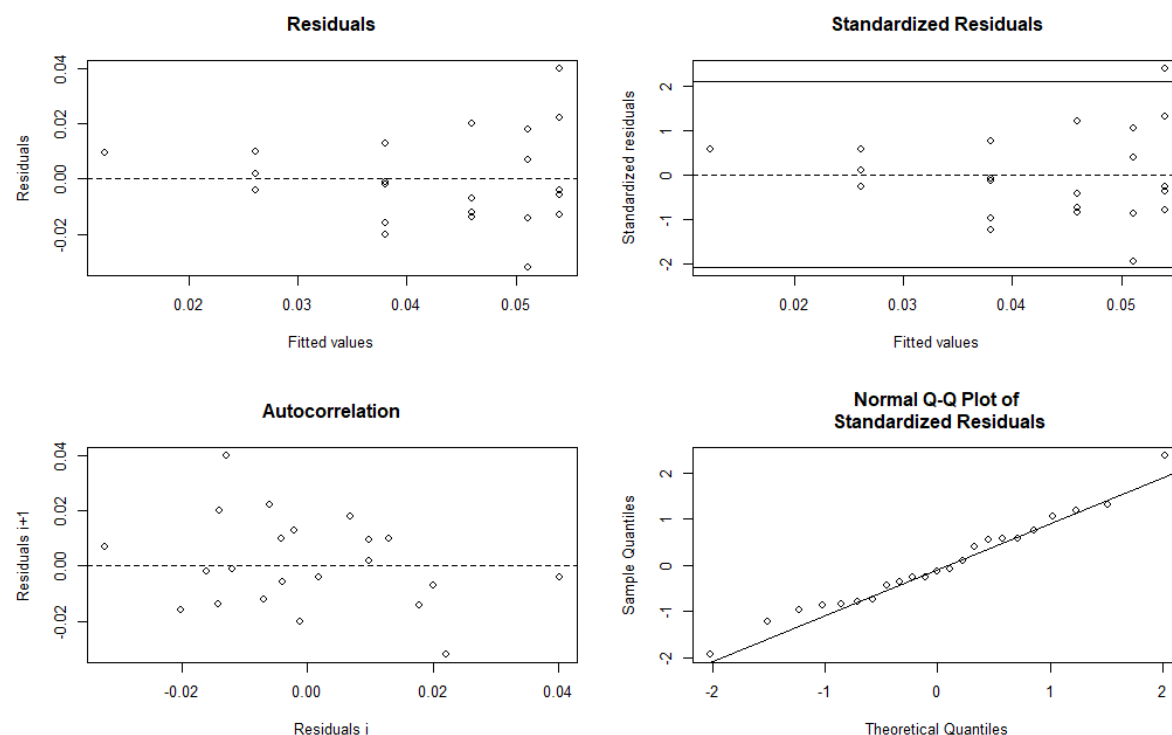 Residuals
Residuals
0.04
0.02
0.00
-0.02
0.02
0.03
0.04
0.05
Fitted values
Standardized Residuals
Standardized residuals
2
1
0
-1
-2
0.02
0.03
0.04
0.05
Fitted values
Autocorrelation
Residuals i+1
0.04
0.02
0.00
-0.02
-0.02
0.00
0.02
0.04
Residuals i
Normal Q-Q Plot of
Standardized Residuals
Sample Quantiles
2
1
0
-1
-2
-2
-1
0
1
2
Theoretical Quantiles